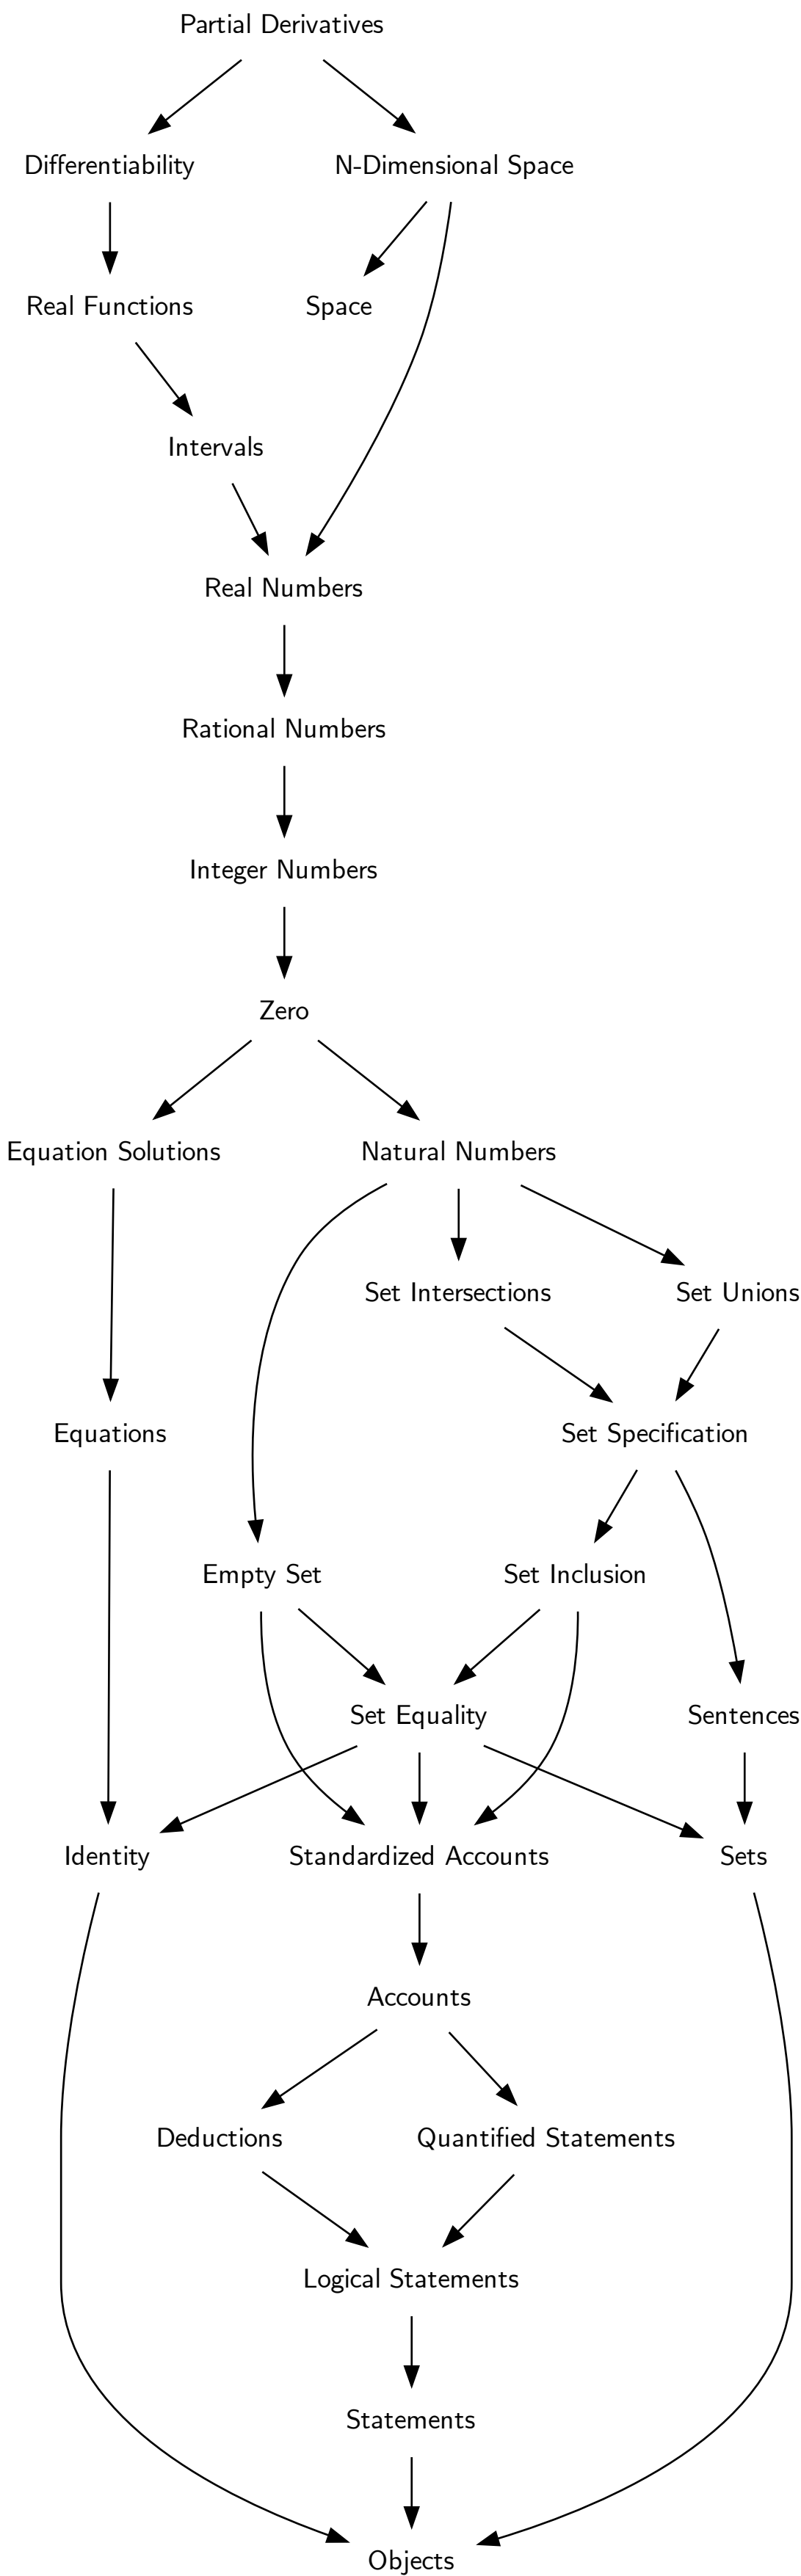 Partial Derivatives
Differentiability
N-Dimensional Space
Real Functions
Space
Intervals
Real Numbers
Rational Numbers
Integer Numbers
Zero
Equation Solutions
Natural Numbers
Set Intersections
Set Unions
Equations
Set Specification
Empty Set
Set Inclusion
Set Equality
Sentences
Identity
Standardized Accounts
Sets
Accounts
Deductions
Quantified Statements
Logical Statements
Statements
Objects